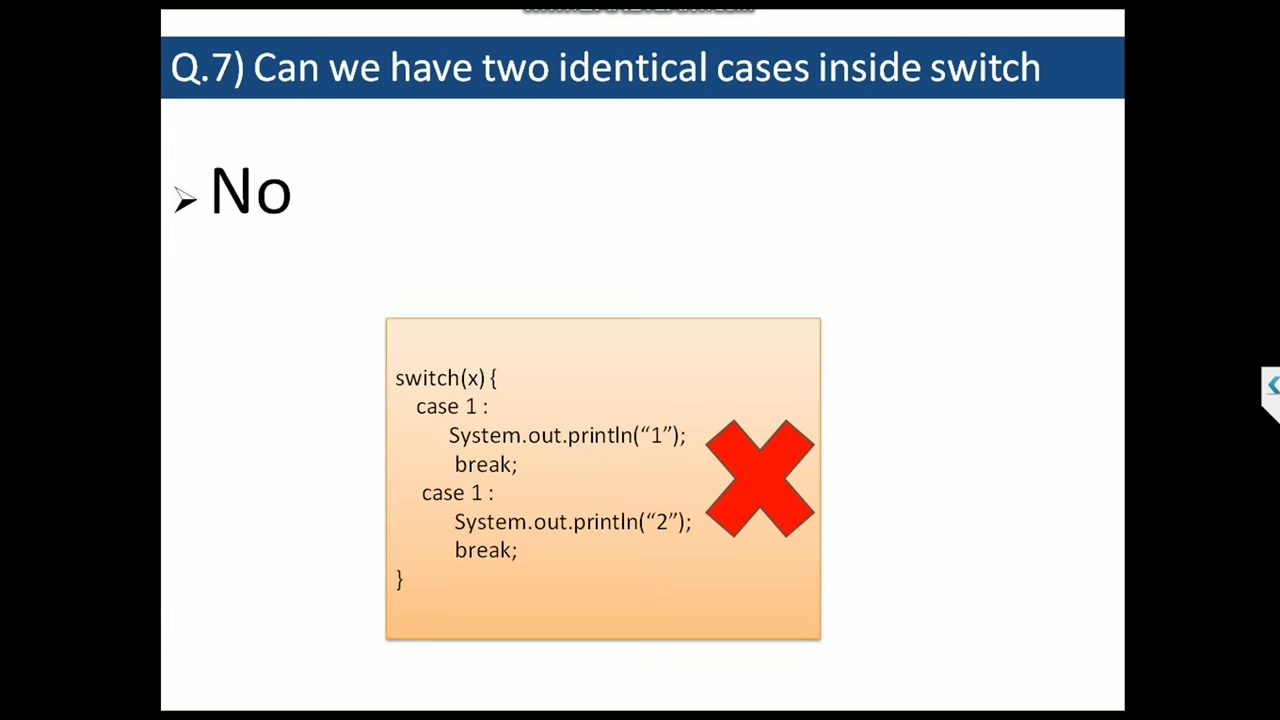 Q.7) Can we have two identical cases inside switch
No
switch(x) {
case 1 :
System.out.println(“1”);
break;
case 1 :
System.out.println(“2”);
break;
}